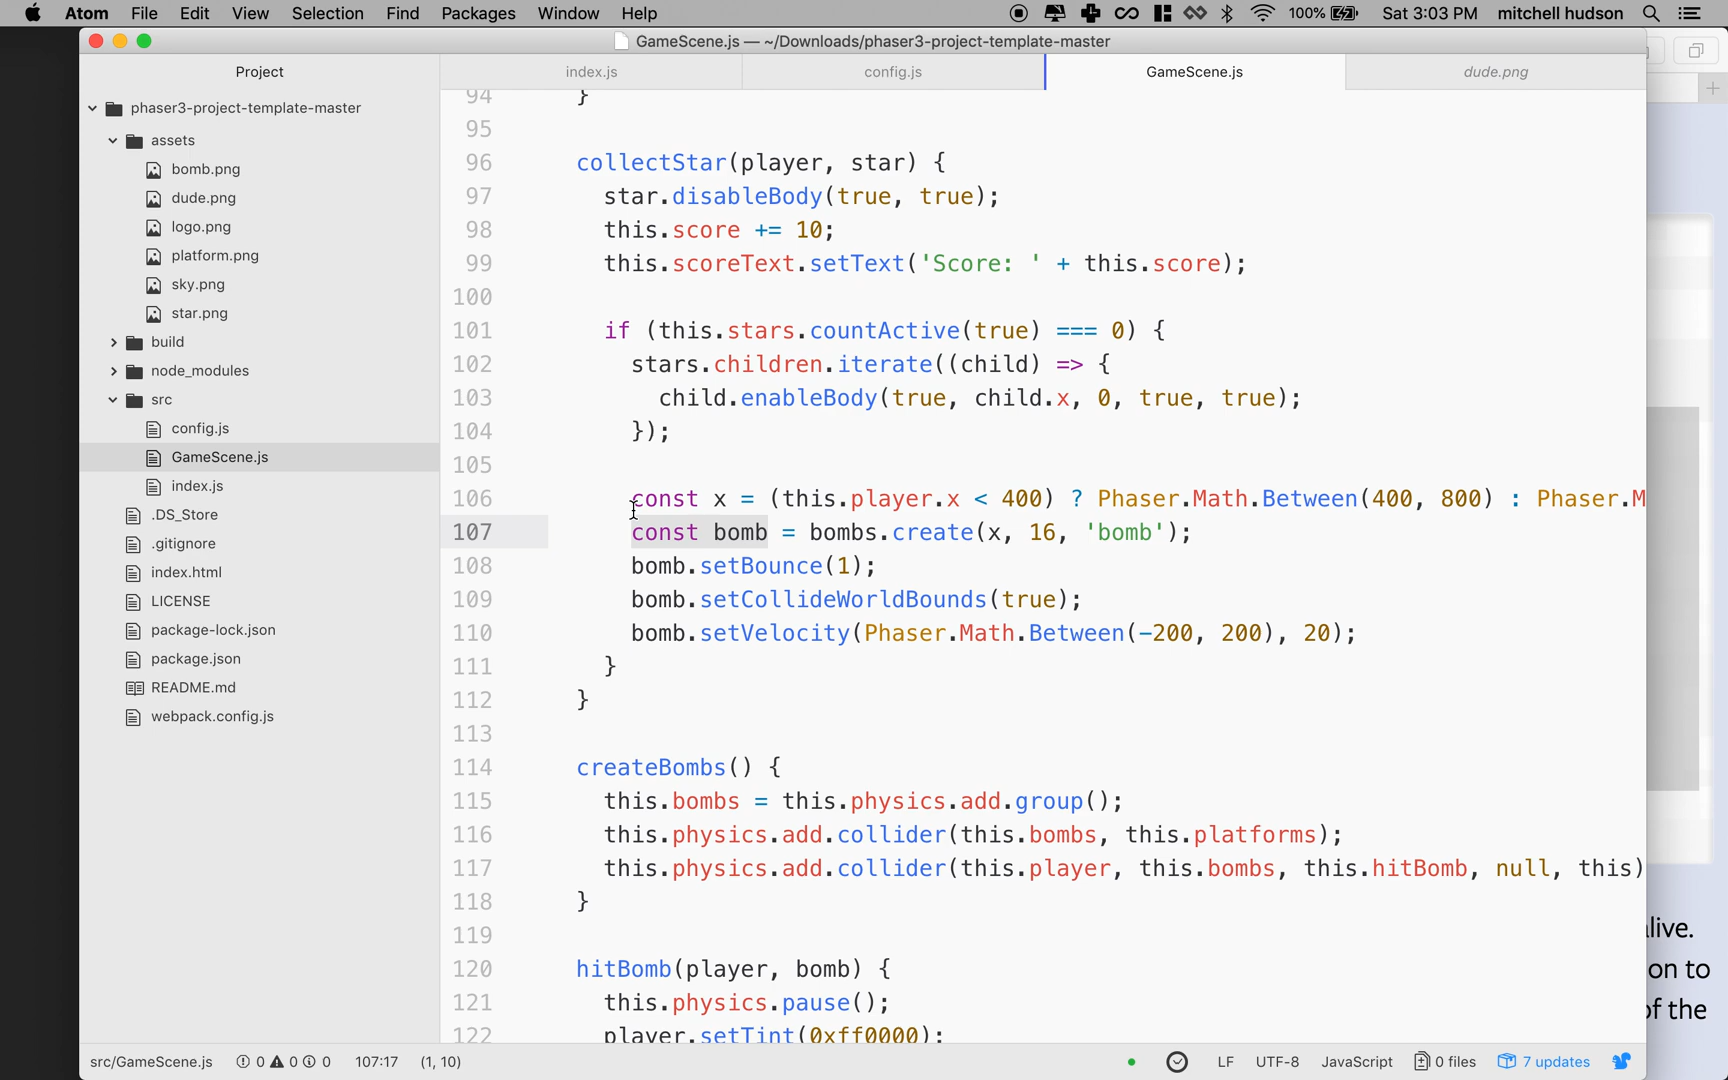 Atom File Edit View Selection Find Packages Window Help 100% Sat 3:03 PM mitchell hudson
GameScene.js — ~/Downloads/phaser3-project-template-master
Project
index.js config.js GameScene.js dude.png
phaser3-project-template-master
assets
bomb.png
dude.png
logo.png
platform.png
sky.png
star.png
build
node_modules
src
config.js
GameScene.js
index.js
.DS_Store
.gitignore
index.html
LICENSE
package-lock.json
package.json
README.md
webpack.config.js
94 }
95
96 collectStar(player, star) {
97 star.disableBody(true, true);
98 this.score += 10;
99 this.scoreText.setText('Score: ' + this.score);
100
101 if (this.stars.countActive(true) === 0) {
102 stars.children.iterate((child) => {
103 child.enableBody(true, child.x, 0, true, true);
104 });
105
106 const x = (this.player.x < 400) ? Phaser.Math.Between(400, 800) : Phaser.M
107 const bomb = bombs.create(x, 16, 'bomb');
108 bomb.setBounce(1);
109 bomb.setCollideWorldBounds(true);
110 bomb.setVelocity(Phaser.Math.Between(-200, 200), 20);
111 }
112 }
113
114 createBombs() {
115 this.bombs = this.physics.add.group();
116 this.physics.add.collider(this.bombs, this.platforms);
117 this.physics.add.collider(this.player, this.bombs, this.hitBomb, null, this)
118 }
119
120 hitBomb(player, bomb) {
121 this.physics.pause();
122 player.setTint(0xff0000);
live.
on to
of the
src/GameScene.js 0 0 0 107:17 (1, 10) LF UTF-8 JavaScript 0 files 7 updates